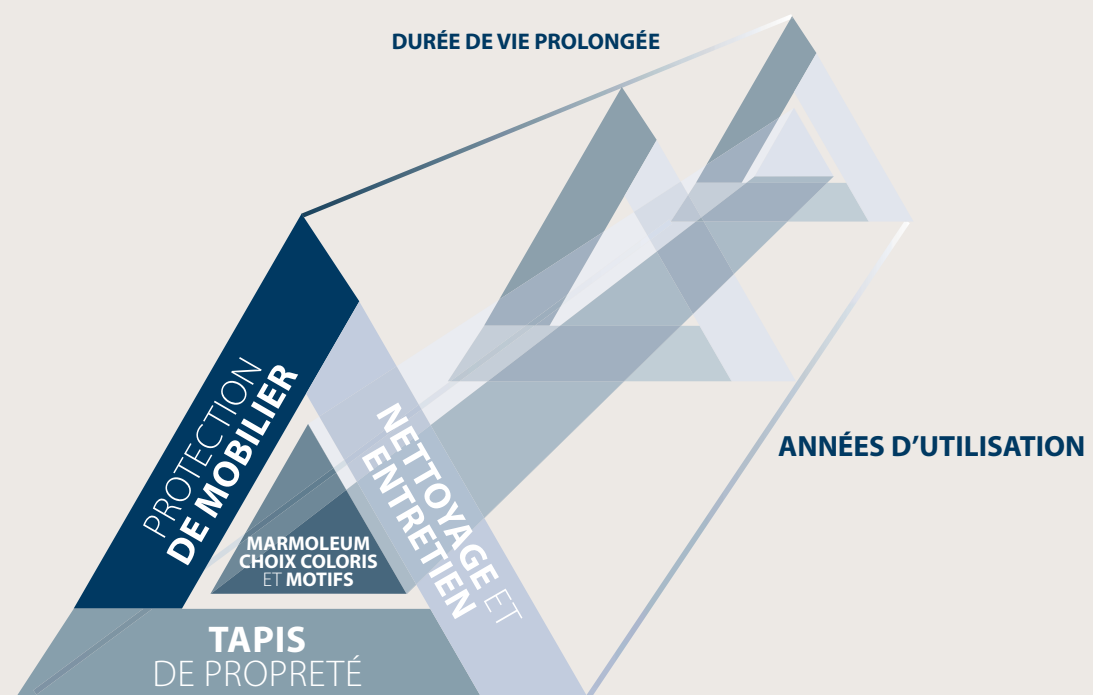 DURÉE DE VIE PROLONGÉE
PROTECTION
DE MOBILIER
NETTOYAGE ET
ENTRETIEN
ANNÉES D’UTILISATION
MARMOLEUM
CHOIX COLORIS
ET MOTIFS
TAPIS
DE PROPRETÉ